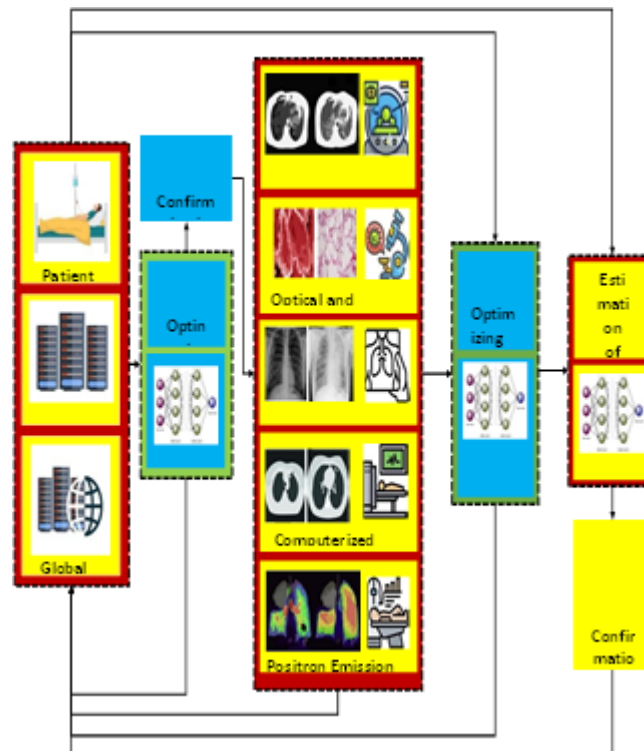 Patient
Global
Confirm
Optin
Optical and
Comouterized
Positron Emission
Optim
izing
Esti
mati
on
of
Confir
matio